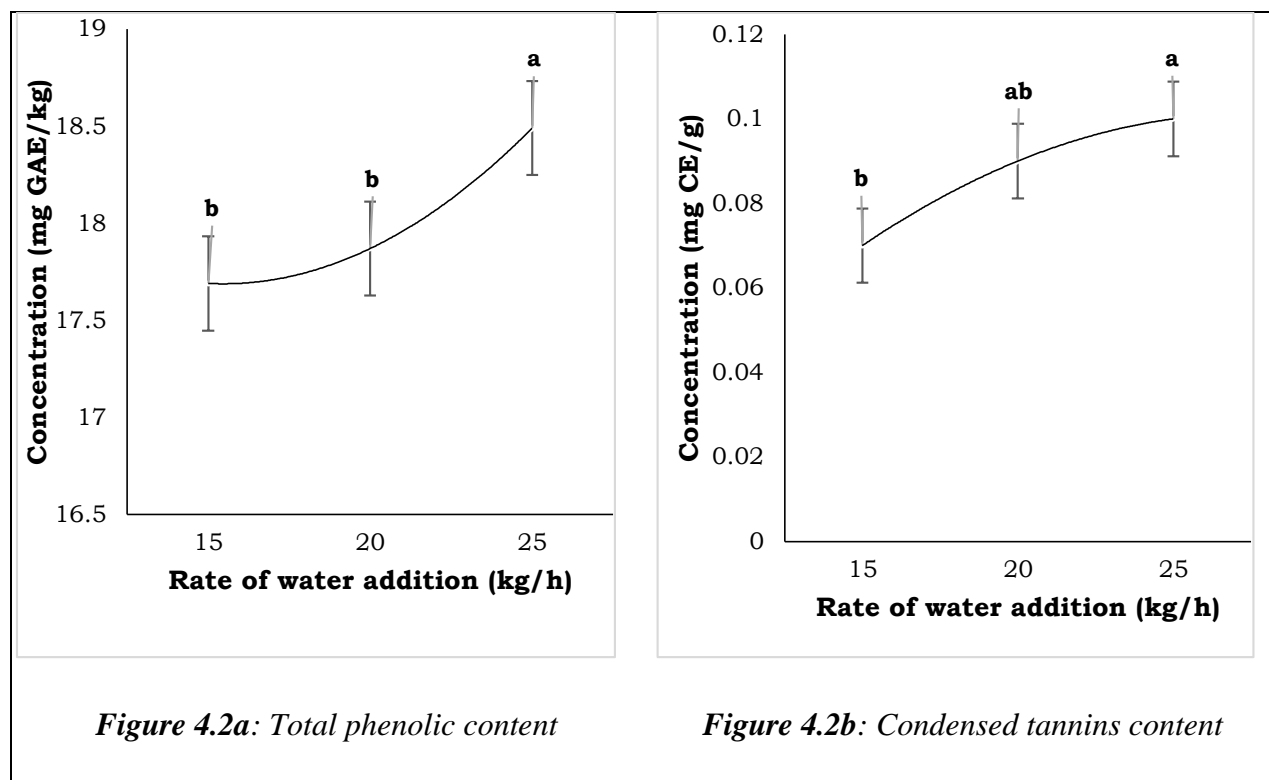 19
18.5
18
17.5
17
16.5
a
b
b
15
20
25
Concentration (mg GAE/kg)
Rate of water addition (kg/h)
0.12
0.1
0.08
0.06
0.04
0.02
0
a
ab
b
15
20
25
Concentration (mg CE/g)
Rate of water addition (kg/h)
Figure 4.2a: Total phenolic content
Figure 4.2b: Condensed tannins content